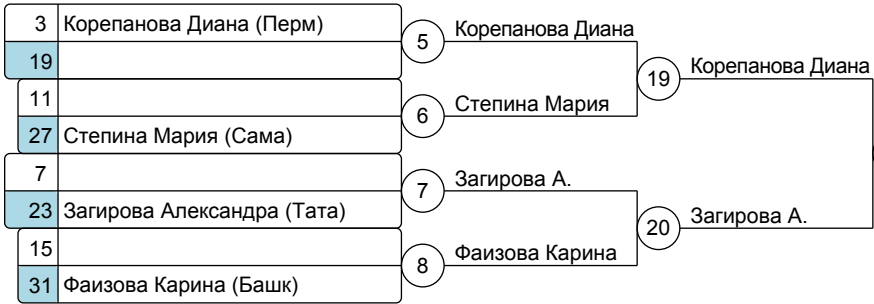 3 Корепанова Диана (Перм)
19
5
Корепанова Диана
11
27 Степина Мария (Сама)
6
Степина Мария
19
Корепанова Диана
7
23 Загирова Александра (Тата)
7
Загирова А.
15
31 Фаизова Карина (Башк)
8
Фаизова Карина
20
Загирова А.